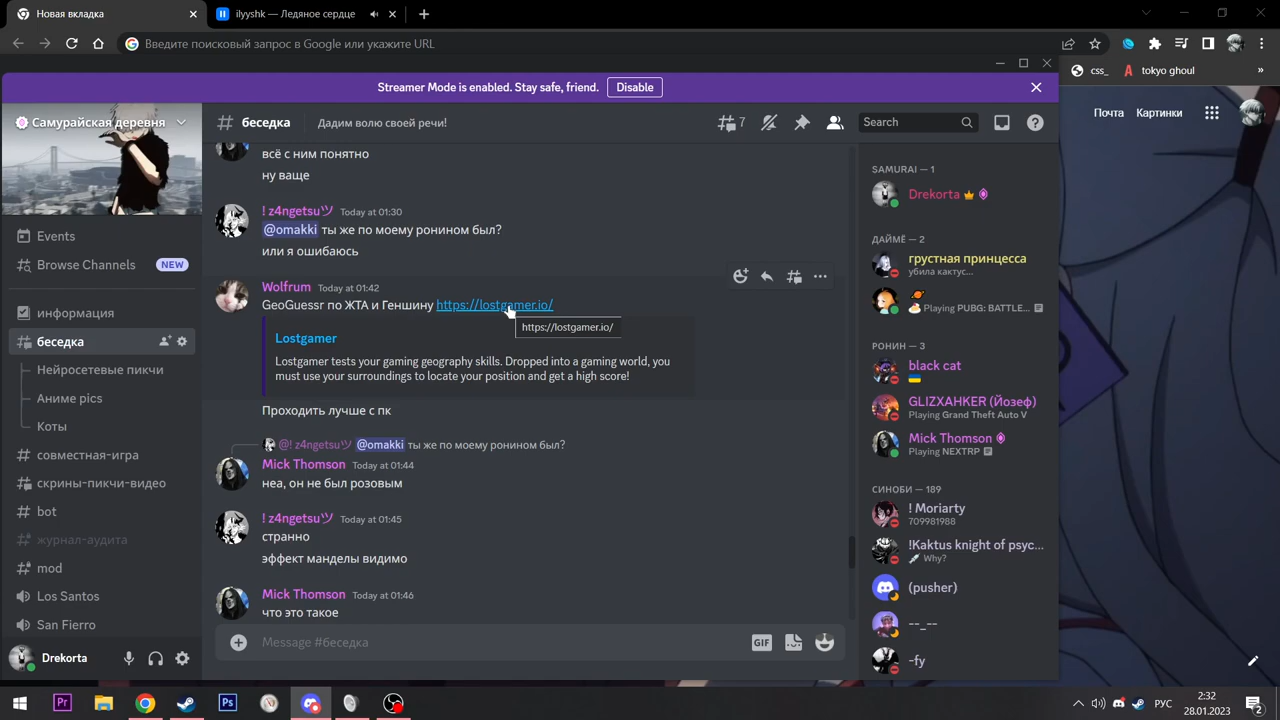 Новая вкладка
ilyyshk — Ледяное сердце
Введите поисковый запрос в Google или укажите URL
css_
tokyo ghoul
»
Streamer Mode is enabled. Stay safe, friend.
Disable
Почта
Картинки
Самурайская деревня
беседка
Дадим волю своей речи!
7
Search
Events
Browse Channels
NEW
информация
беседка
Нейросетевые пикчи
Аниме pics
Коты
совместная-игра
скрины-пикчи-видео
bot
журнал-аудита
mod
Los Santos
San Fierro
Drekorta
всё с ним понятно
ну ваще
! z4ngetsuツ Today at 01:30
@omakki ты же по моему ронином был?
или я ошибаюсь
Wolfrum Today at 01:42
GeoGuessr по ЖТА и Геншину https://lostgamer.io/
https://lostgamer.io/
Lostgamer
Lostgamer tests your gaming geography skills. Dropped into a gaming world, you
must use your surroundings to locate your position and get a high score!
Проходить лучше с пк
@! z4ngetsuツ @omakki ты же по моему ронином был?
Mick Thomson Today at 01:44
неа, он не был розовым
! z4ngetsuツ Today at 01:45
странно
эффект манделы видимо
Mick Thomson Today at 01:46
что это такое
Message #беседка
GIF
SAMURAI — 1
Drekorta
ДАЙМЁ — 2
грустная принцесса
убила кактус...
Playing PUBG: BATTLE...
РОНИН — 3
black cat
GLIZXAHKER (Йозеф)
Playing Grand Theft Auto V
Mick Thomson
Playing NEXTRP
СИНОБИ — 189
! Moriarty
709981988
!Kaktus knight of psyc...
Why?
(pusher)
--_--
-fy
Pr
Ps
РУС
2:32
28.01.2023
2